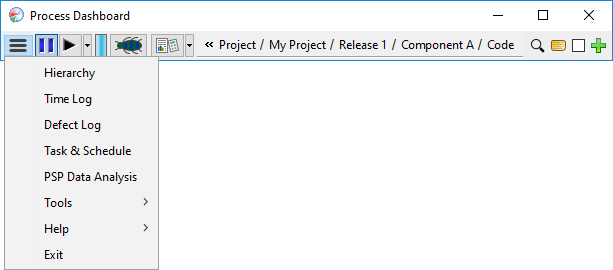 Process Dashboard
« Project / My Project / Release 1 / Component A / Code
Hierarchy
Time Log
Defect Log
Task & Schedule
PSP Data Analysis
Tools
Help
Exit